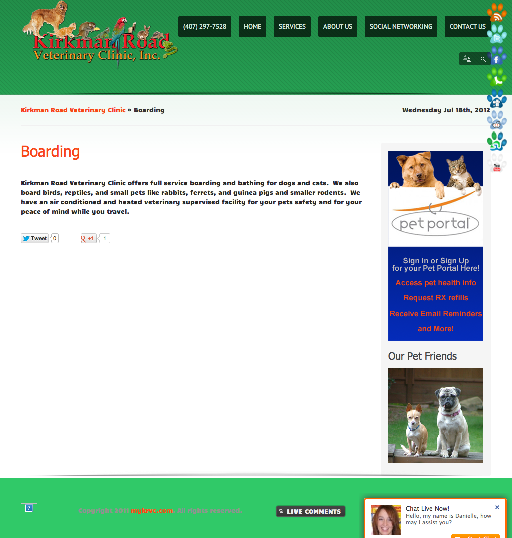 Kirkman Road
Veterinary Clinic, Inc.
(407) 297-7528
HOME
SERVICES
ABOUT US
SOCIAL NETWORKING
CONTACT US
Kirkman Road Veterinary Clinic » Boarding
Wednesday Jul 18th, 2012
Boarding
Kirkman Road Veterinary Clinic offers full service boarding and bathing for dogs and cats. We also
board birds, reptiles, and small pets like rabbits, ferrets, and guinea pigs and smaller rodents. We
have an air conditioned and heated veterinary supervised facility for your pets safety and for your
peace of mind while you travel.
Tweet 0 +1
pet portal
Sign In or Sign Up
for your Pet Portal Here!
Access pet health info
Request RX refills
Receive Email Reminders
and More!
Our Pet Friends
LIVE COMMENTS
Chat Live Now!
Hello, my name is Danielle, how
may I assist you?